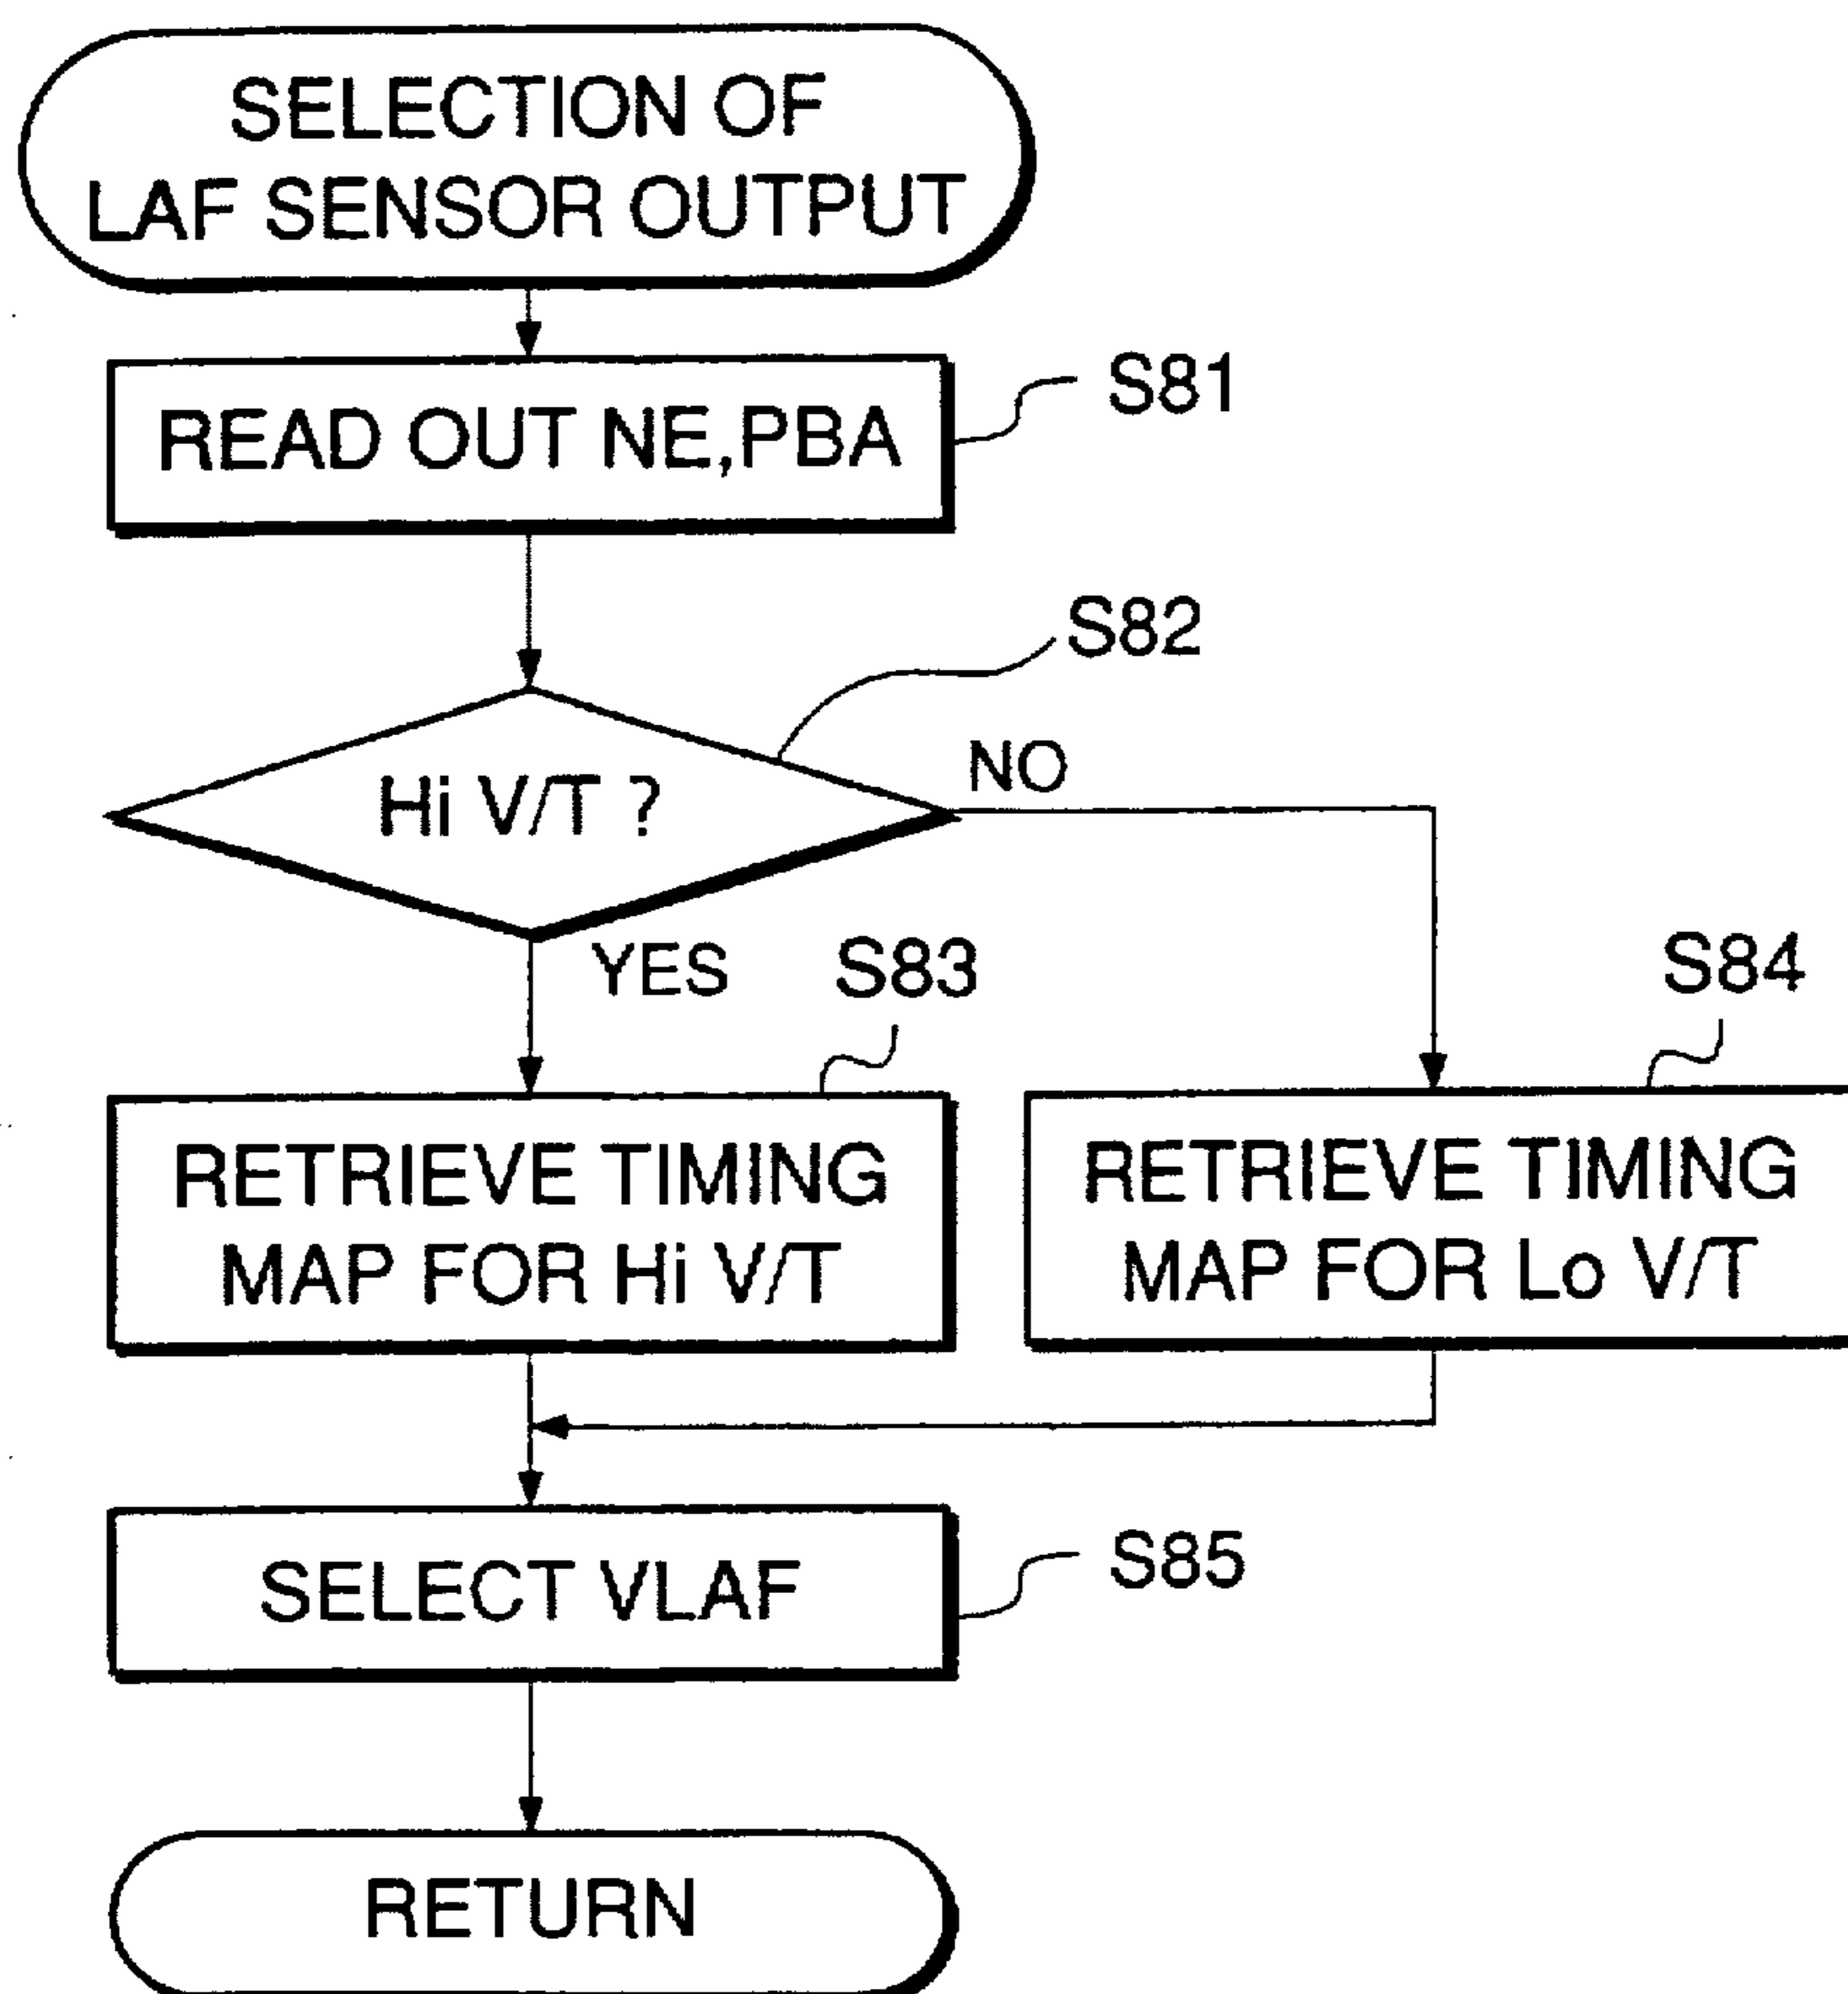 SELECTION OF
LAF SENSOR OUTPUT
READ OUT NE,PBA
S81
S82
Hi V/T ?
NO
YES
S83
S84
RETRIEVE TIMING
MAP FOR Hi V/T
RETRIEVE TIMING
MAP FOR Lo V/T
SELECT VLAF
S85
RETURN